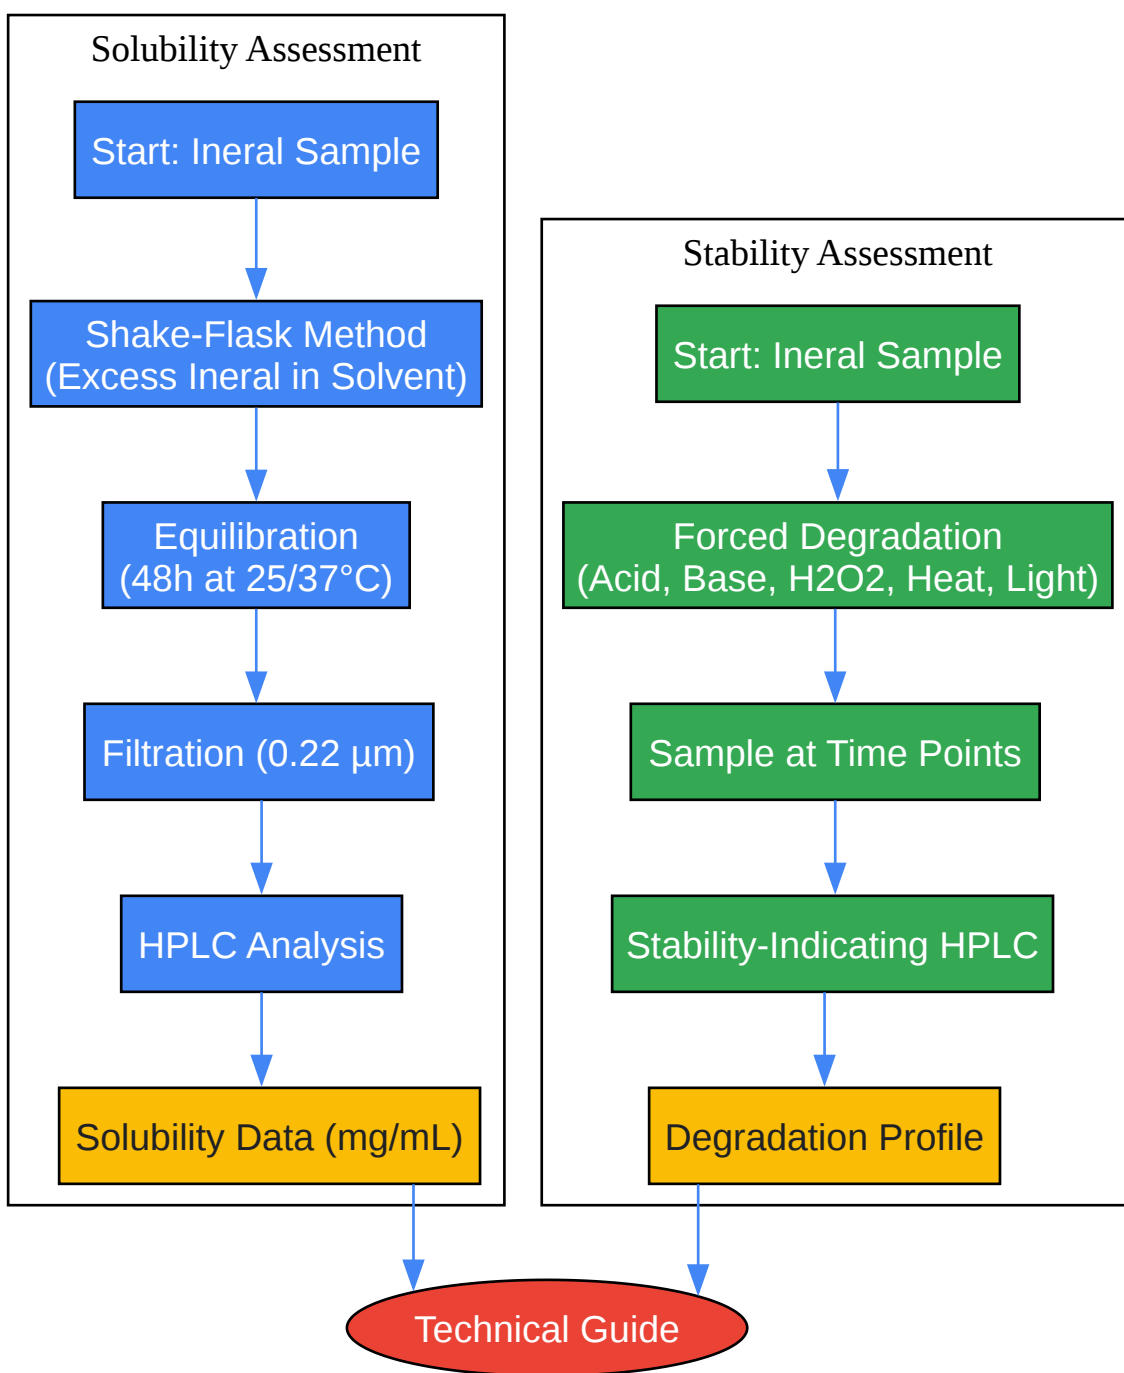 Solubility Assessment
Start: Ineral Sample
Shake-Flask Method
(Excess Ineral in Solvent)
Equilibration
(48h at 25/37°C)
Filtration (0.22 µm)
HPLC Analysis
Solubility Data (mg/mL)
Stability Assessment
Start: Ineral Sample
Forced Degradation
(Acid, Base, H2O2, Heat, Light)
Sample at Time Points
Stability-Indicating HPLC
Degradation Profile
Technical Guide